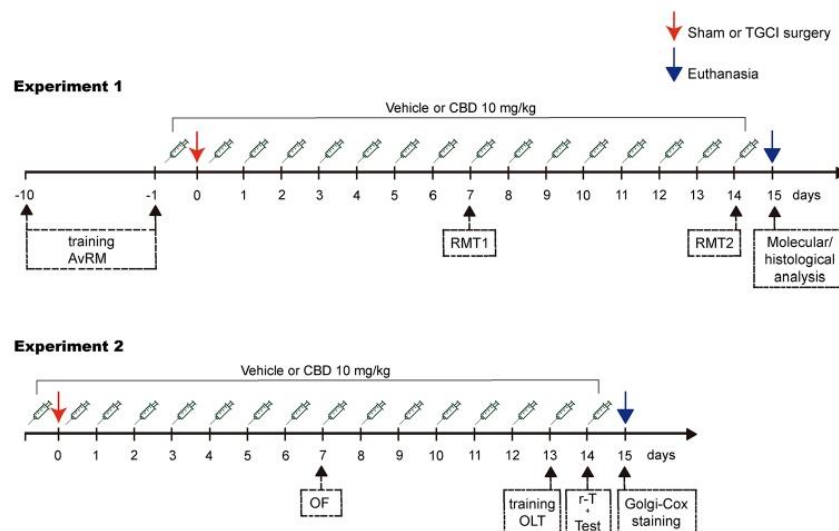 Sham or TGCI surgery
Euthanasia
Experiment 1
Vehicle or CBD 10 mg/kg
-10 -1 0 1 2 3 4 5 6 7 8 9 10 11 12 13 14 15 days
training
AvRM
RMT1
RMT2
Molecular/
histological
analysis
Experiment 2
Vehicle or CBD 10 mg/kg
0 1 2 3 4 5 6 7 8 9 10 11 12 13 14 15 days
OF
training
OLT
r-T
+
Test
Golgi-Cox
staining